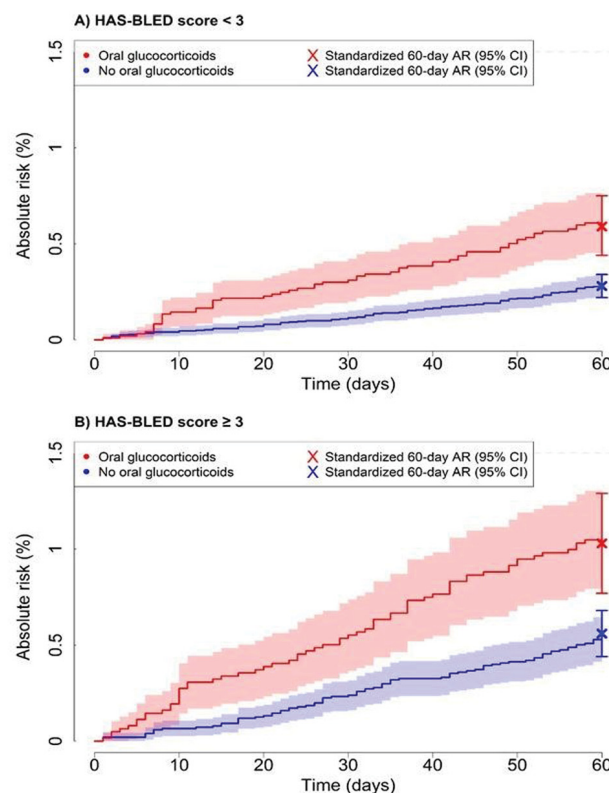 A) HAS-BLED score < 3
Oral glucocorticoids
Standardized 60-day AR (95% CI)
No oral glucocorticoids
Standardized 60-day AR (95% CI)
Absolute risk (%)
1.5
1
0.5
0
0 10 20 30 40 50 60
Time (days)
B) HAS-BLED score ≥ 3
Oral glucocorticoids
Standardized 60-day AR (95% CI)
No oral glucocorticoids
Standardized 60-day AR (95% CI)
Absolute risk (%)
1.5
1
0.5
0
0 10 20 30 40 50 60
Time (days)